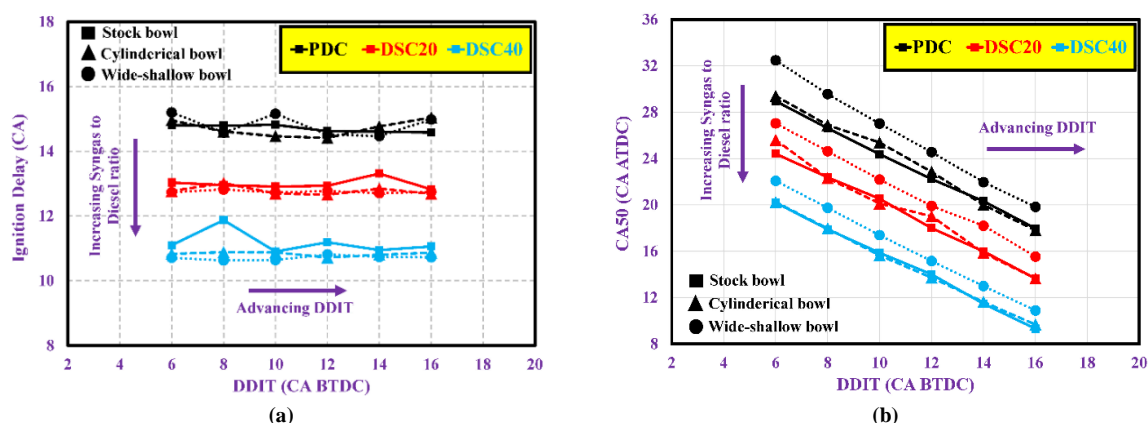 18
16
14
12
10
8
2
4
6
8
10
12
14
16
18
20
Ignition Delay (CA)
DDIT (CA BTDC)
Stock bowl
Cylinderical bowl
Wide-shallow bowl
PDC
DSC20
DSC40
Increasing Syngas to
Diesel ratio
Advancing DDIT
(a)
36
32
28
24
20
16
12
8
2
4
6
8
10
12
14
16
18
20
CA50 (CA ATDC)
DDIT (CA BTDC)
PDC
DSC20
DSC40
Increasing Syngas to
Diesel ratio
Advancing DDIT
Stock bowl
Cylinderical bowl
Wide-shallow bowl
(b)